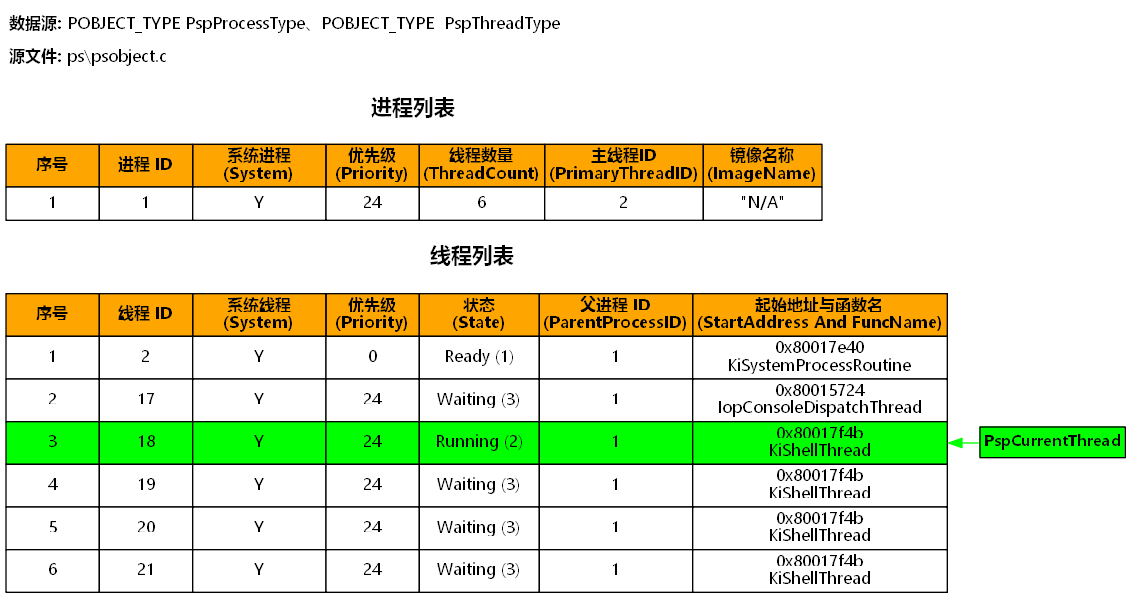 数据源: POBJECT_TYPE PspProcessType、POBJECT_TYPE  PspThreadType
源文件: ps\psobject.c
进程列表
序号 进程 ID 系统进程 (System) 优先级 (Priority) 线程数量 (ThreadCount) 主线程ID (PrimaryThreadID) 镜像名称 (ImageName)
1 1 Y 24 6 2 "N/A"
线程列表
序号 线程 ID 系统线程 (System) 优先级 (Priority) 状态 (State) 父进程 ID (ParentProcessID) 起始地址与函数名 (StartAddress And FuncName)
1 2 Y 0 Ready (1) 1 0x80017e40 KiSystemProcessRoutine
2 17 Y 24 Waiting (3) 1 0x80015724 IopConsoleDispatchThread
3 18 Y 24 Running (2) 1 0x80017f4b KiShellThread PspCurrentThread
4 19 Y 24 Waiting (3) 1 0x80017f4b KiShellThread
5 20 Y 24 Waiting (3) 1 0x80017f4b KiShellThread
6 21 Y 24 Waiting (3) 1 0x80017f4b KiShellThread